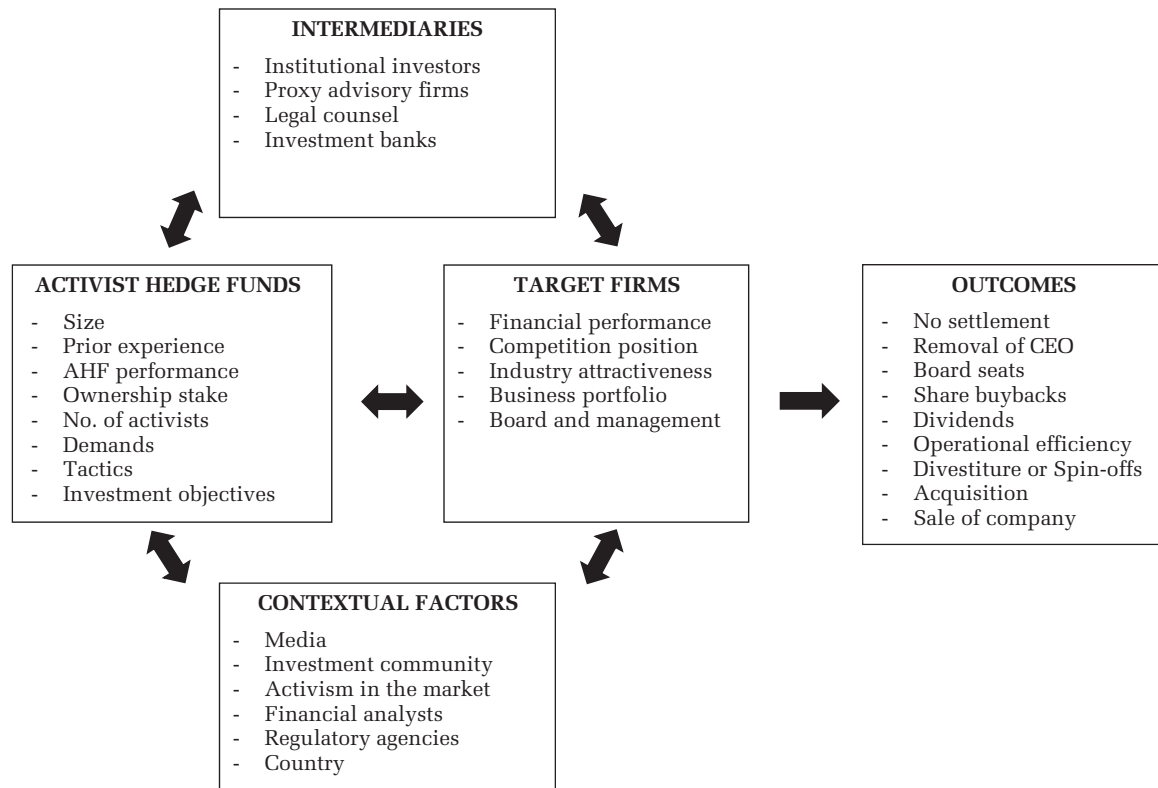 INTERMEDIARIES
- Institutional investors
- Proxy advisory firms
- Legal counsel
- Investment banks
ACTIVIST HEDGE FUNDS
- Size
- Prior experience
- AHF performance
- Ownership stake
- No. of activists
- Demands
- Tactics
- Investment objectives
TARGET FIRMS
- Financial performance
- Competition position
- Industry attractiveness
- Business portfolio
- Board and management
OUTCOMES
- No settlement
- Removal of CEO
- Board seats
- Share buybacks
- Dividends
- Operational efficiency
- Divestiture or Spin-offs
- Acquisition
- Sale of company
CONTEXTUAL FACTORS
- Media
- Investment community
- Activism in the market
- Financial analysts
- Regulatory agencies
- Country